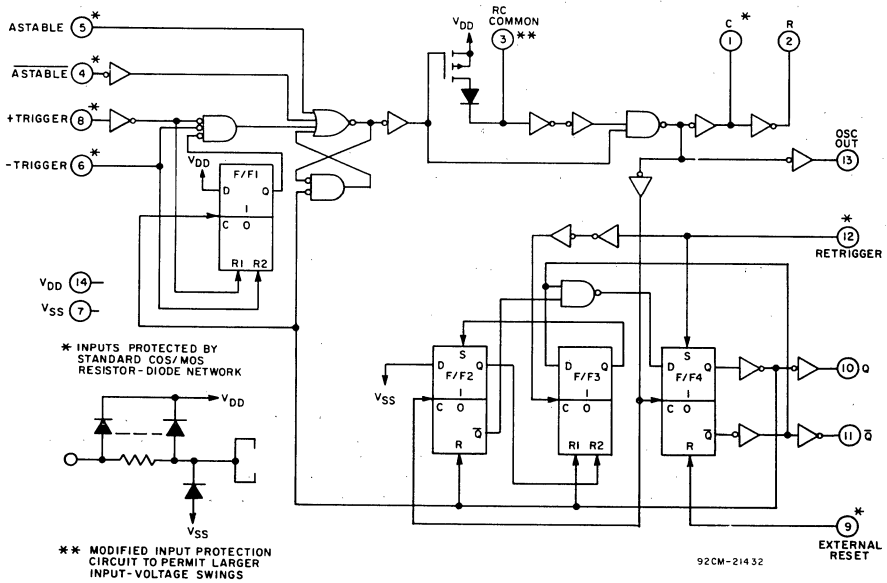 ASTABLE 5 *
ASTABLE 4 *
+TRIGGER 8 *
-TRIGGER 6 *
VDD 14
VSS 7
* INPUTS PROTECTED BY
STANDARD COS/MOS
RESISTOR-DIODE NETWORK
VDD
VSS
** MODIFIED INPUT PROTECTION
CIRCUIT TO PERMIT LARGER
INPUT-VOLTAGE SWINGS
VDD
F/F1
D Q
I
C O
R1 R2
VDD
RC
COMMON
3 **
C *
1
R
2
OSC
OUT
13
*
12
RETRIGGER
S
D Q
F/F2
I
C O
Q
R
VSS
D Q
F/F3
I
C O
R1 R2
S
D Q
F/F4
I
C O
Q
R
10 Q
11 Q
9 *
EXTERNAL
RESET
92CM-21432